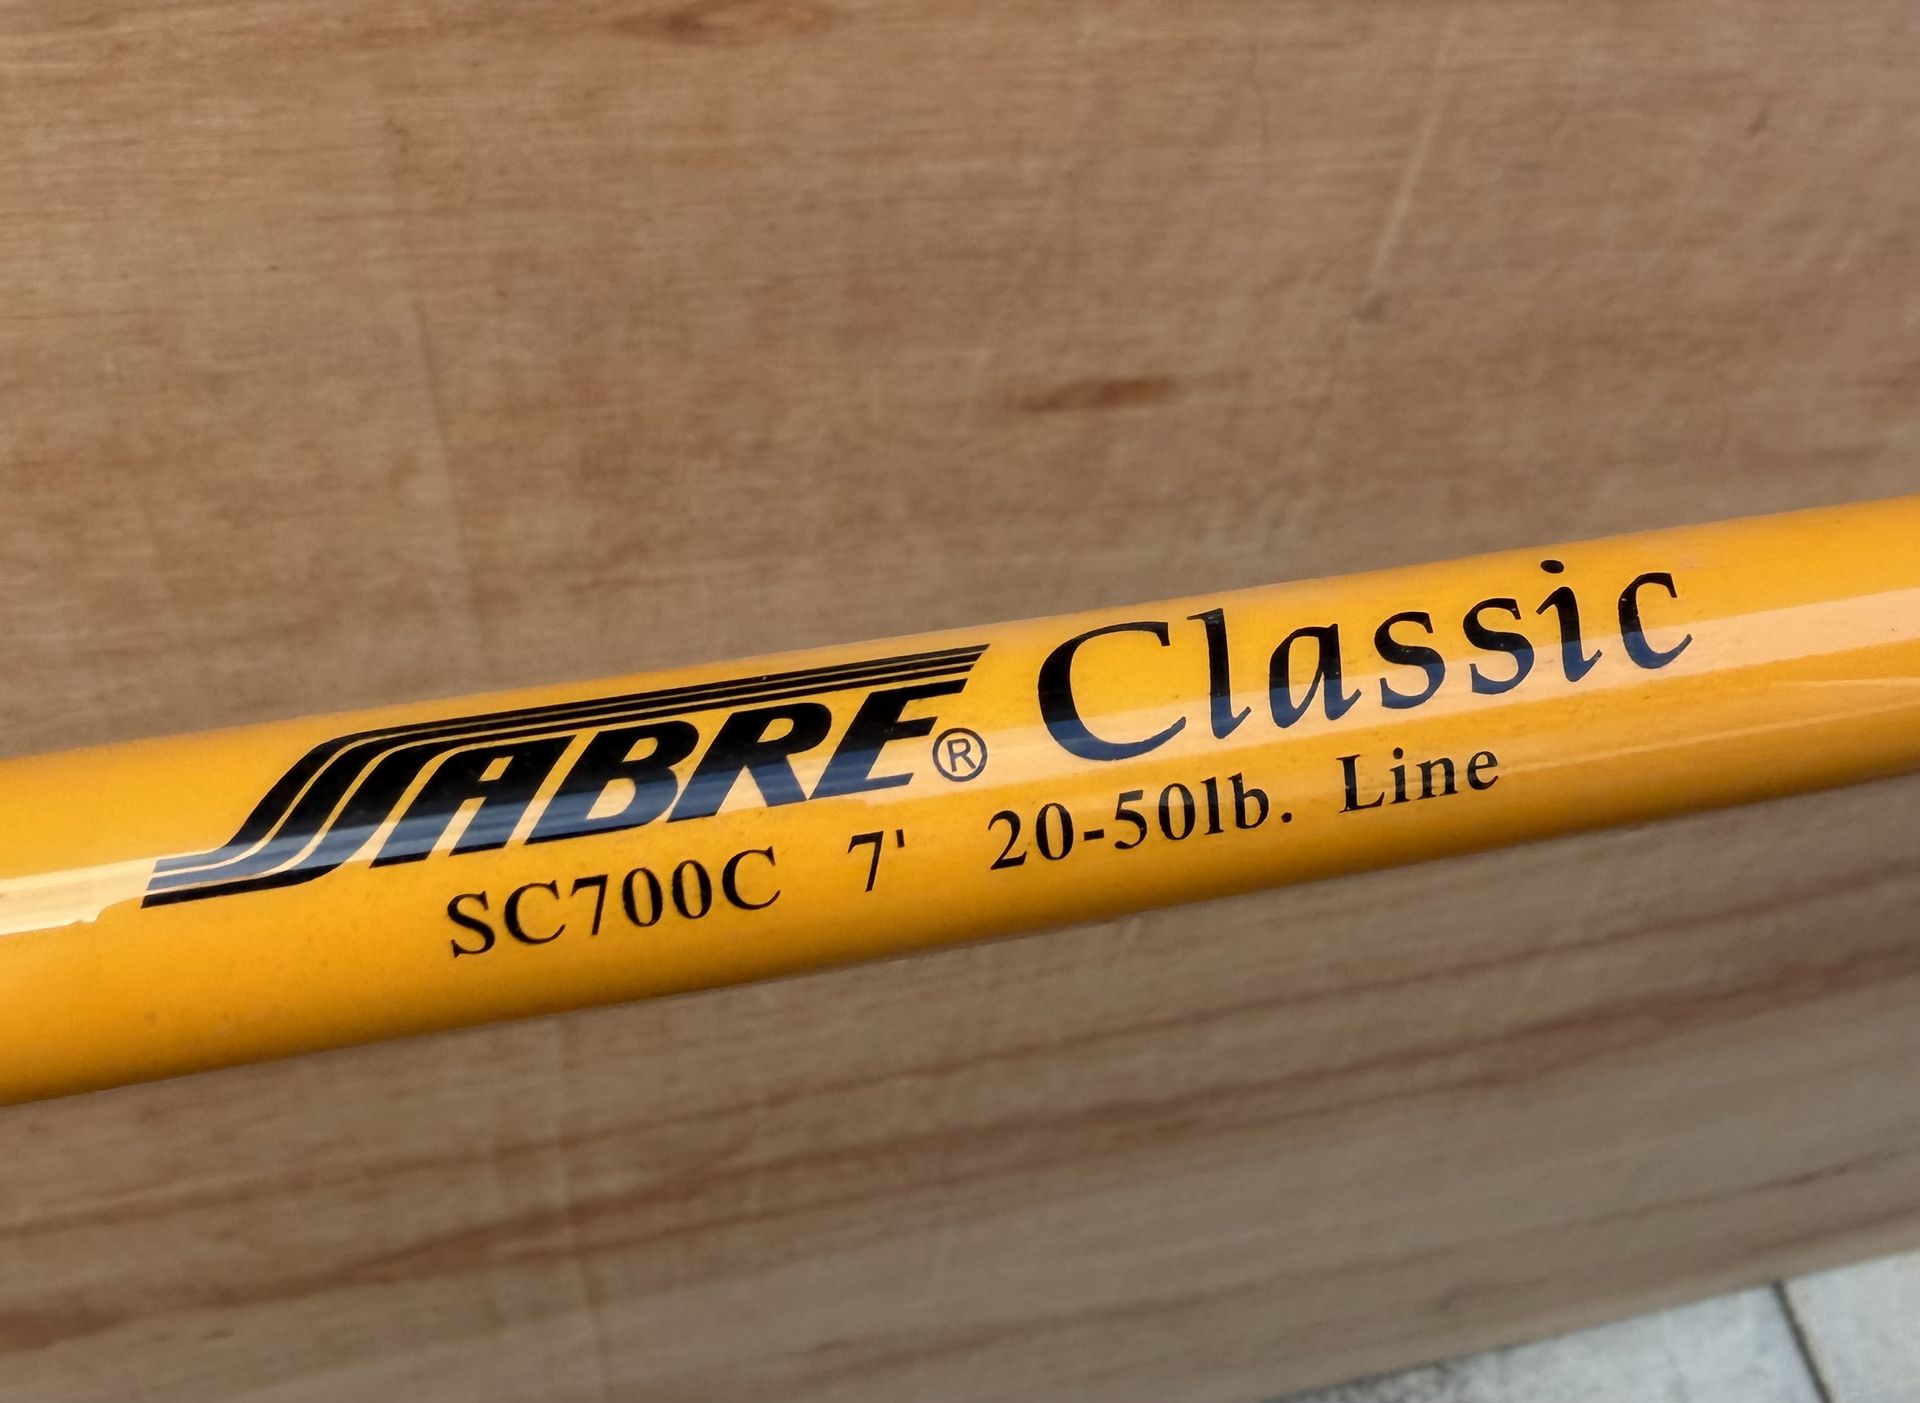 SABRE® Classic
SC700C 7' 20-50lb. Line